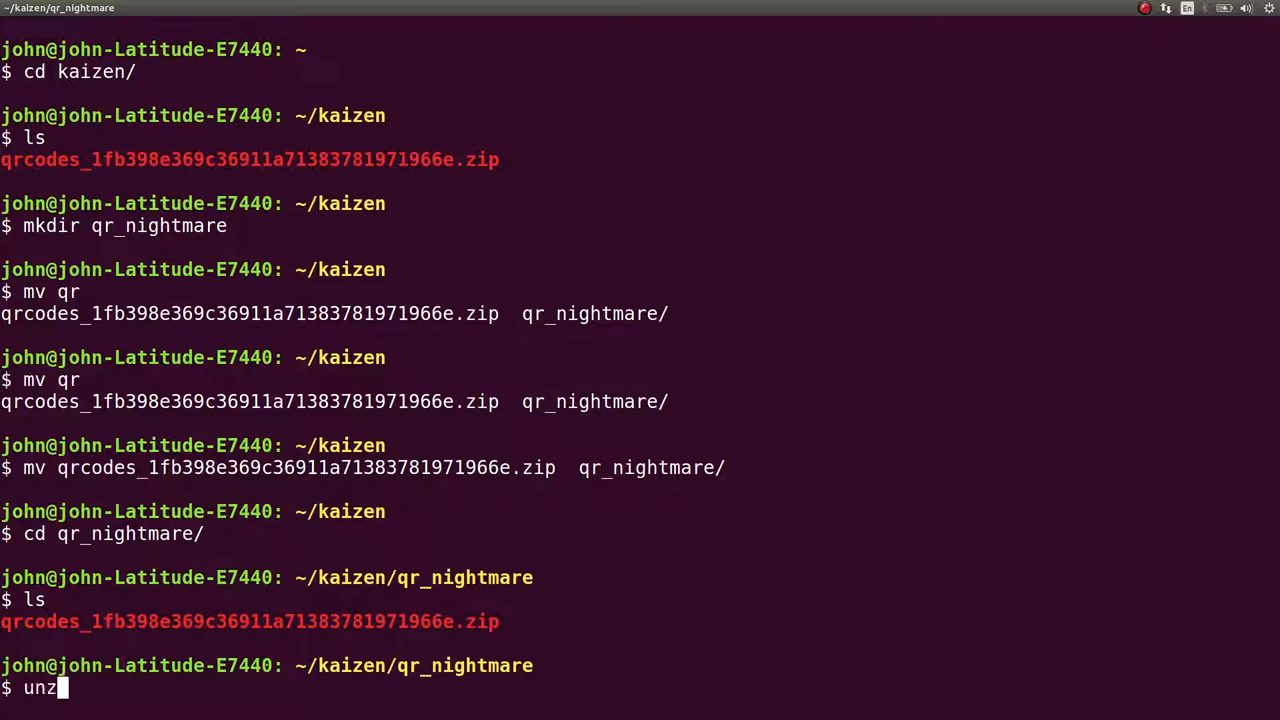 ~/kaizen/qr_nightmare
En
john@john-Latitude-E7440: ~
$ cd kaizen/
john@john-Latitude-E7440: ~/kaizen
$ ls
qrcodes_1fb398e369c36911a71383781971966e.zip
john@john-Latitude-E7440: ~/kaizen
$ mkdir qr_nightmare
john@john-Latitude-E7440: ~/kaizen
$ mv qr
qrcodes_1fb398e369c36911a71383781971966e.zip  qr_nightmare/
john@john-Latitude-E7440: ~/kaizen
$ mv qr
qrcodes_1fb398e369c36911a71383781971966e.zip  qr_nightmare/
john@john-Latitude-E7440: ~/kaizen
$ mv qrcodes_1fb398e369c36911a71383781971966e.zip  qr_nightmare/
john@john-Latitude-E7440: ~/kaizen
$ cd qr_nightmare/
john@john-Latitude-E7440: ~/kaizen/qr_nightmare
$ ls
qrcodes_1fb398e369c36911a71383781971966e.zip
john@john-Latitude-E7440: ~/kaizen/qr_nightmare
$ unz